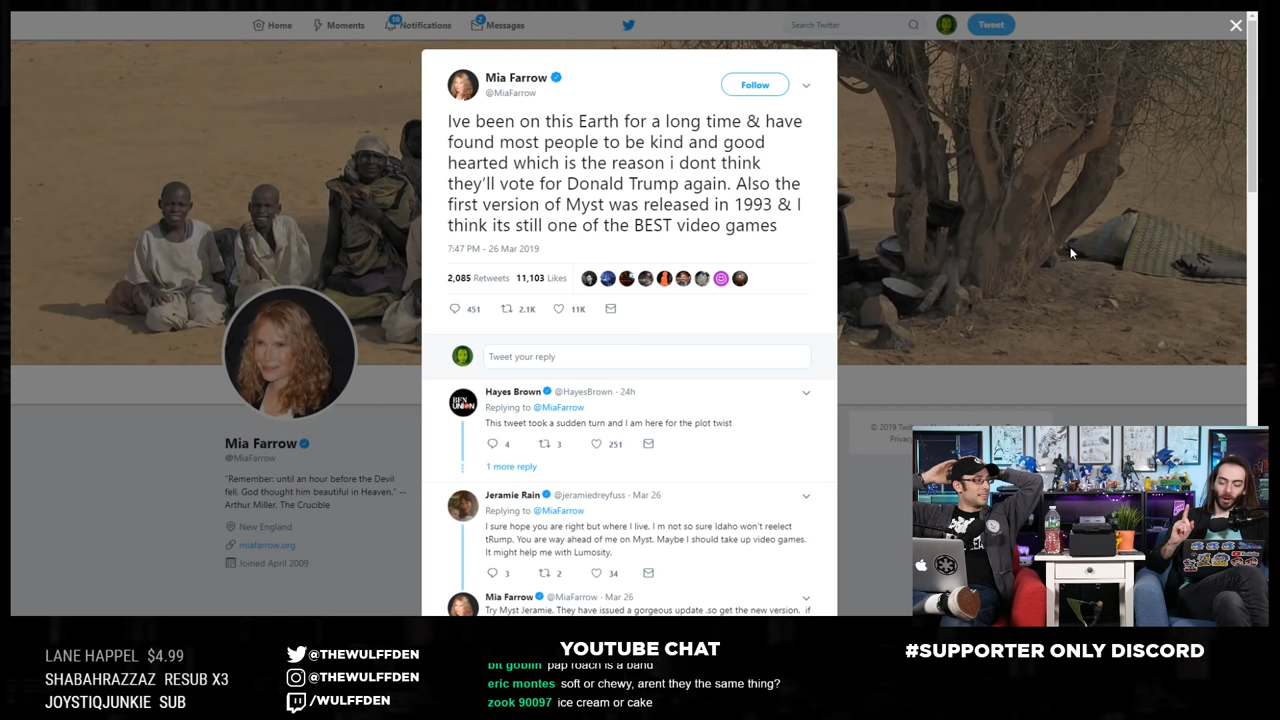 Home
Moments
Notifications
Messages
Search Twitter
Tweet
Mia Farrow
@MiaFarrow
Follow
Ive been on this Earth for a long time & have
found most people to be kind and good
hearted which is the reason i dont think
they'll vote for Donald Trump again. Also the
first version of Myst was released in 1993 & I
think its still one of the BEST video games
7:47 PM - 26 Mar 2019
2,085 Retweets 11,103 Likes
451 2.1K 11K
Tweet your reply
Hayes Brown @HayesBrown · 24h
Replying to @MiaFarrow
This tweet took a sudden turn and I am here for the plot twist
4 3 251
1 more reply
Jeramie Rain @jeramiedreyfuss · Mar 26
Replying to @MiaFarrow
I sure hope you are right but where I live, I m not so sure Idaho won't reelect
tRump. You are way ahead of me on Myst. Maybe I should take up video games.
It might help me with Lumosity.
3 2 34
Mia Farrow @MiaFarrow · Mar 26
Try Myst Jeramie. They have issued a gorgeous update .so get the new version. if
Mia Farrow
@MiaFarrow
"Remember: until an hour before the Devil
fell, God thought him beautiful in Heaven." --
Arthur Miller, The Crucible
New England
miafarrow.org
Joined April 2009
© 2019 Twit
Privac
LANE HAPPEL $4.99
SHABAHRAZZAZ RESUB X3
JOYSTIQJUNKIE SUB
@THEWULFFDEN
@THEWULFFDEN
/WULFFDEN
YOUTUBE CHAT
bit goblin pap roach is a band
eric montes soft or chewy, arent they the same thing?
zook 90097 ice cream or cake
#SUPPORTER ONLY DISCORD